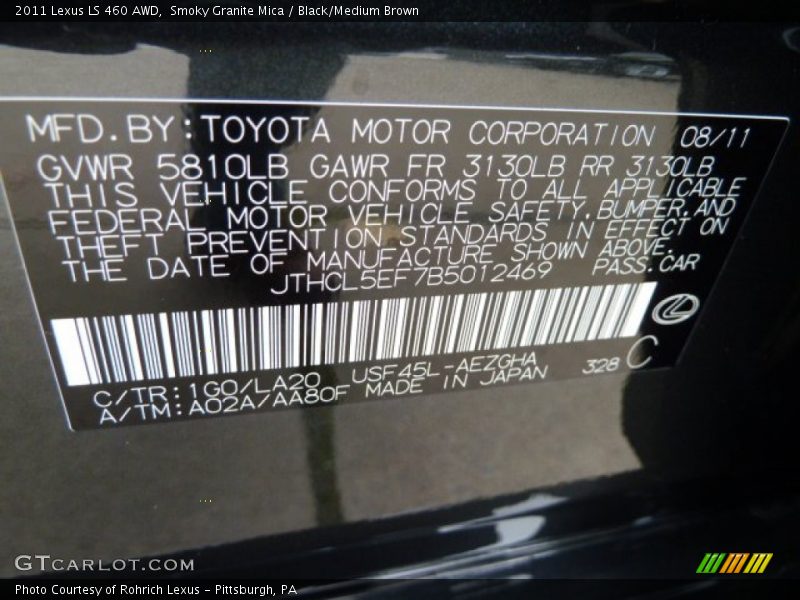 2011 Lexus LS 460 AWD,  Smoky Granite Mica / Black/Medium Brown
MFD.BY:TOYOTA MOTOR CORPORATION 08/11
GVWR 5810LB GAWR FR 3130LB RR 3130LB
THIS VEHICLE CONFORMS TO ALL APPLICABLE
FEDERAL MOTOR VEHICLE SAFETY,BUMPER,AND
THEFT PREVENTION STANDARDS IN EFFECT ON
THE DATE OF MANUFACTURE SHOWN ABOVE.
JTHCL5EF7B5012469 PASS.CAR
C/TR:1G0/LA20 USF45L-AEZGHA 328 C
A/TM:A02A/AA80F MADE IN JAPAN
GTCARLOT.COM
Photo Courtesy of Rohrich Lexus - Pittsburgh, PA